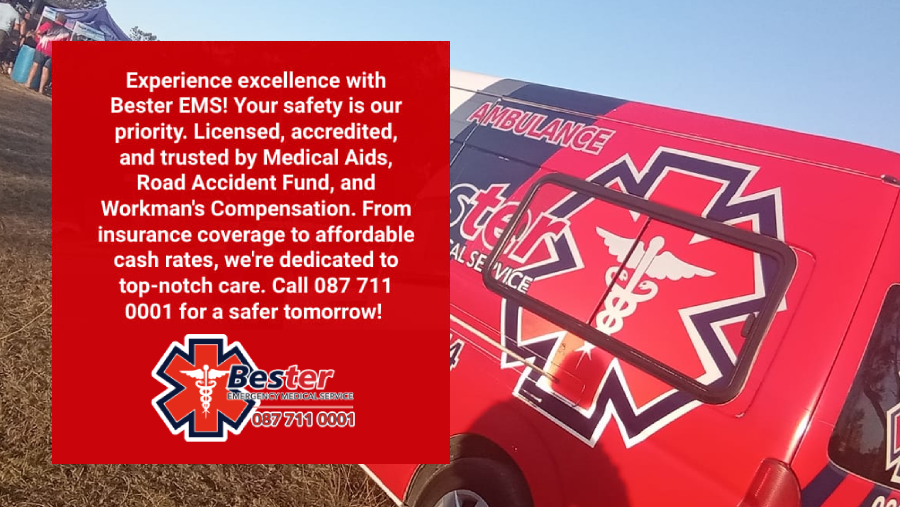 Experience excellence with
Bester EMS! Your safety is our
priority. Licensed, accredited,
and trusted by Medical Aids,
Road Accident Fund, and
Workman's Compensation. From
insurance coverage to affordable
cash rates, we're dedicated to
top-notch care. Call 087 711
0001 for a safer tomorrow!
Bester
EMERGENCY MEDICAL SERVICE
087 711 0001
AMBULANCE
ster
CAL SERVICE
4